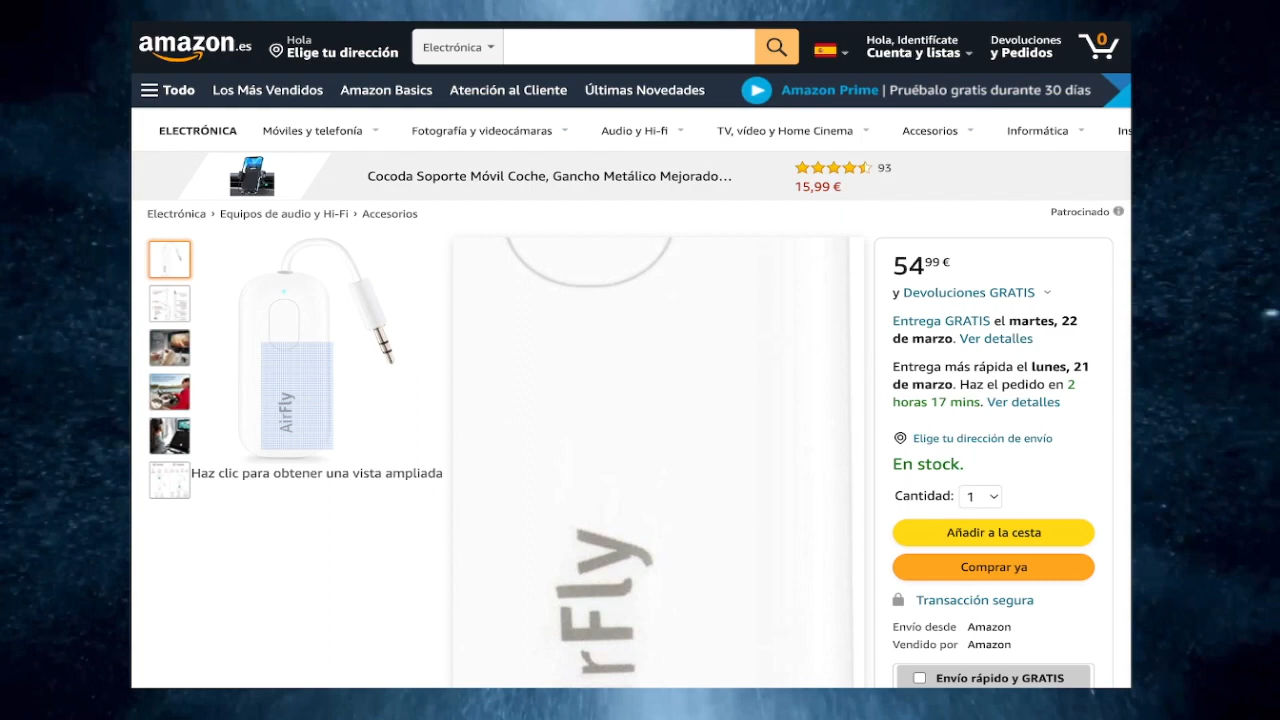 amazon.es
Hola
Elige tu dirección
Electrónica
Hola, Identifícate
Cuenta y listas
Devoluciones
y Pedidos
0
Todo
Los Más Vendidos
Amazon Basics
Atención al Cliente
Últimas Novedades
Amazon Prime | Pruébalo gratis durante 30 días
ELECTRÓNICA
Móviles y telefonía
Fotografía y videocámaras
Audio y Hi-fi
TV, vídeo y Home Cinema
Accesorios
Informática
Ins
Cocoda Soporte Móvil Coche, Gancho Metálico Mejorado…
93
15,99 €
Electrónica › Equipos de audio y Hi-Fi › Accesorios
Patrocinado
AirFly
Haz clic para obtener una vista ampliada
rFly
54 99 €
y Devoluciones GRATIS
Entrega GRATIS el martes, 22
de marzo. Ver detalles
Entrega más rápida el lunes, 21
de marzo. Haz el pedido en 2
horas 17 mins. Ver detalles
Elige tu dirección de envío
En stock.
Cantidad: 1
Añadir a la cesta
Comprar ya
Transacción segura
Envío desde Amazon
Vendido por Amazon
Envío rápido y GRATIS